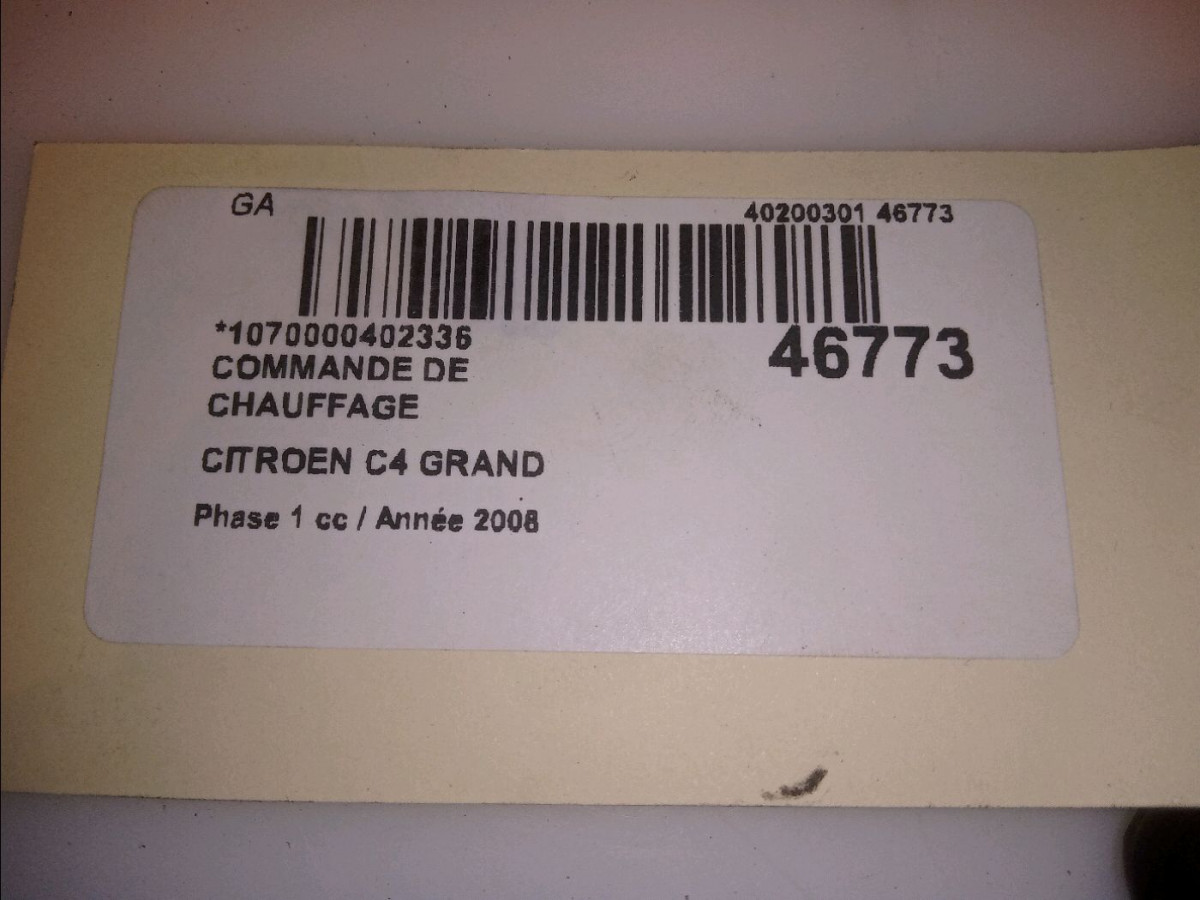 GA
40200301 46773
*1070000402336
46773
COMMANDE DE
CHAUFFAGE
CITROEN C4 GRAND
Phase 1 cc / Année 2008